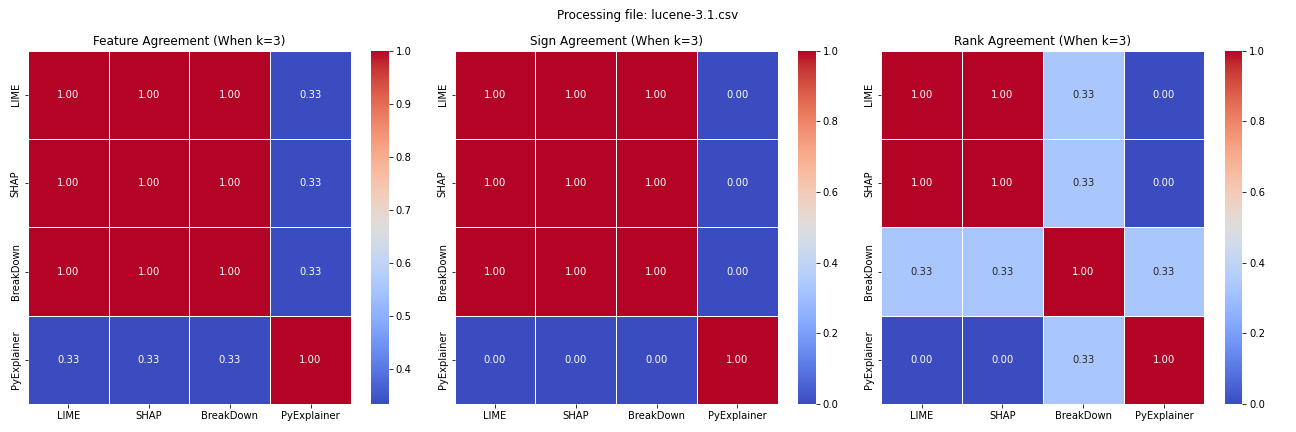 Processing file: lucene-3.1.csv
Feature Agreement (When k=3)
LIME 1.00 1.00 1.00 0.33
SHAP 1.00 1.00 1.00 0.33
BreakDown 1.00 1.00 1.00 0.33
PyExplainer 0.33 0.33 0.33 1.00
LIME SHAP BreakDown PyExplainer
1.0
0.9
0.8
0.7
0.6
0.5
0.4
Sign Agreement (When k=3)
LIME 1.00 1.00 1.00 0.00
SHAP 1.00 1.00 1.00 0.00
BreakDown 1.00 1.00 1.00 0.00
PyExplainer 0.00 0.00 0.00 1.00
LIME SHAP BreakDown PyExplainer
1.0
0.8
0.6
0.4
0.2
0.0
Rank Agreement (When k=3)
LIME 1.00 1.00 0.33 0.00
SHAP 1.00 1.00 0.33 0.00
BreakDown 0.33 0.33 1.00 0.33
PyExplainer 0.00 0.00 0.33 1.00
LIME SHAP BreakDown PyExplainer
1.0
0.8
0.6
0.4
0.2
0.0